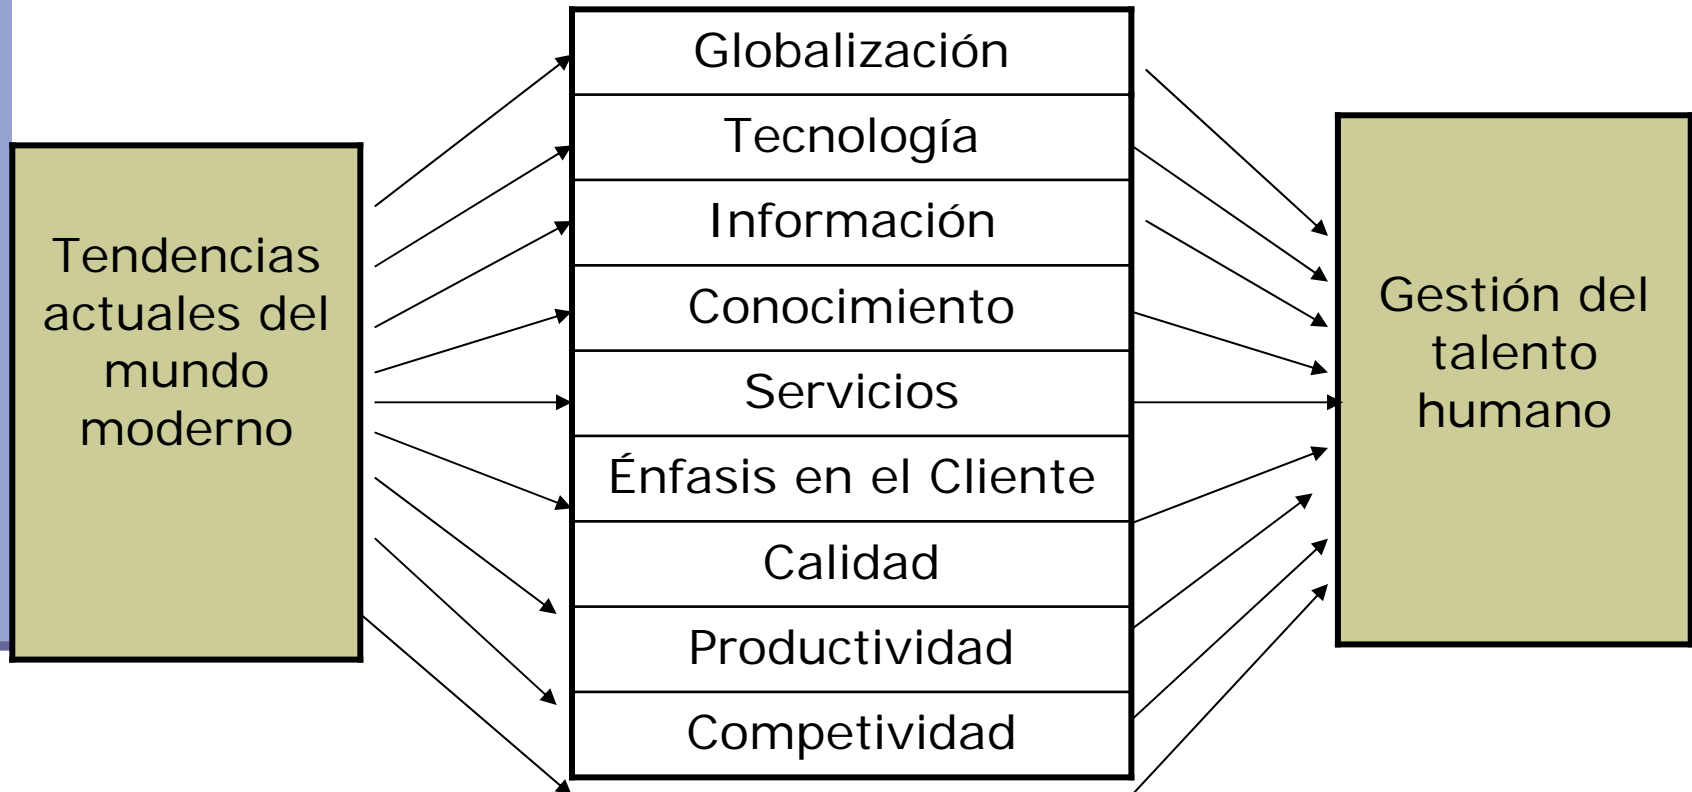 Tendencias
actuales del
mundo
moderno
Globalización
Tecnología
Información
Conocimiento
Servicios
Énfasis en el Cliente
Calidad
Productividad
Competividad
Gestión del
talento
humano